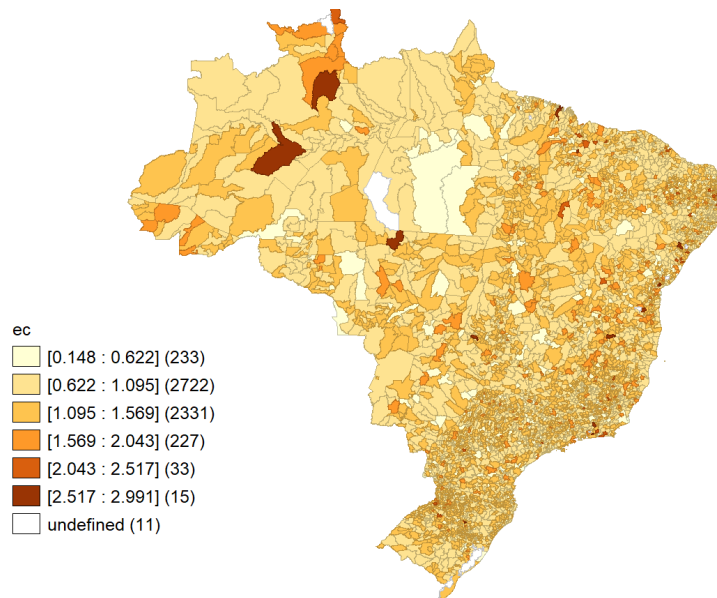 ec
[0.148 : 0.622] (233)
[0.622 : 1.095] (2722)
[1.095 : 1.569] (2331)
[1.569 : 2.043] (227)
[2.043 : 2.517] (33)
[2.517 : 2.991] (15)
undefined (11)